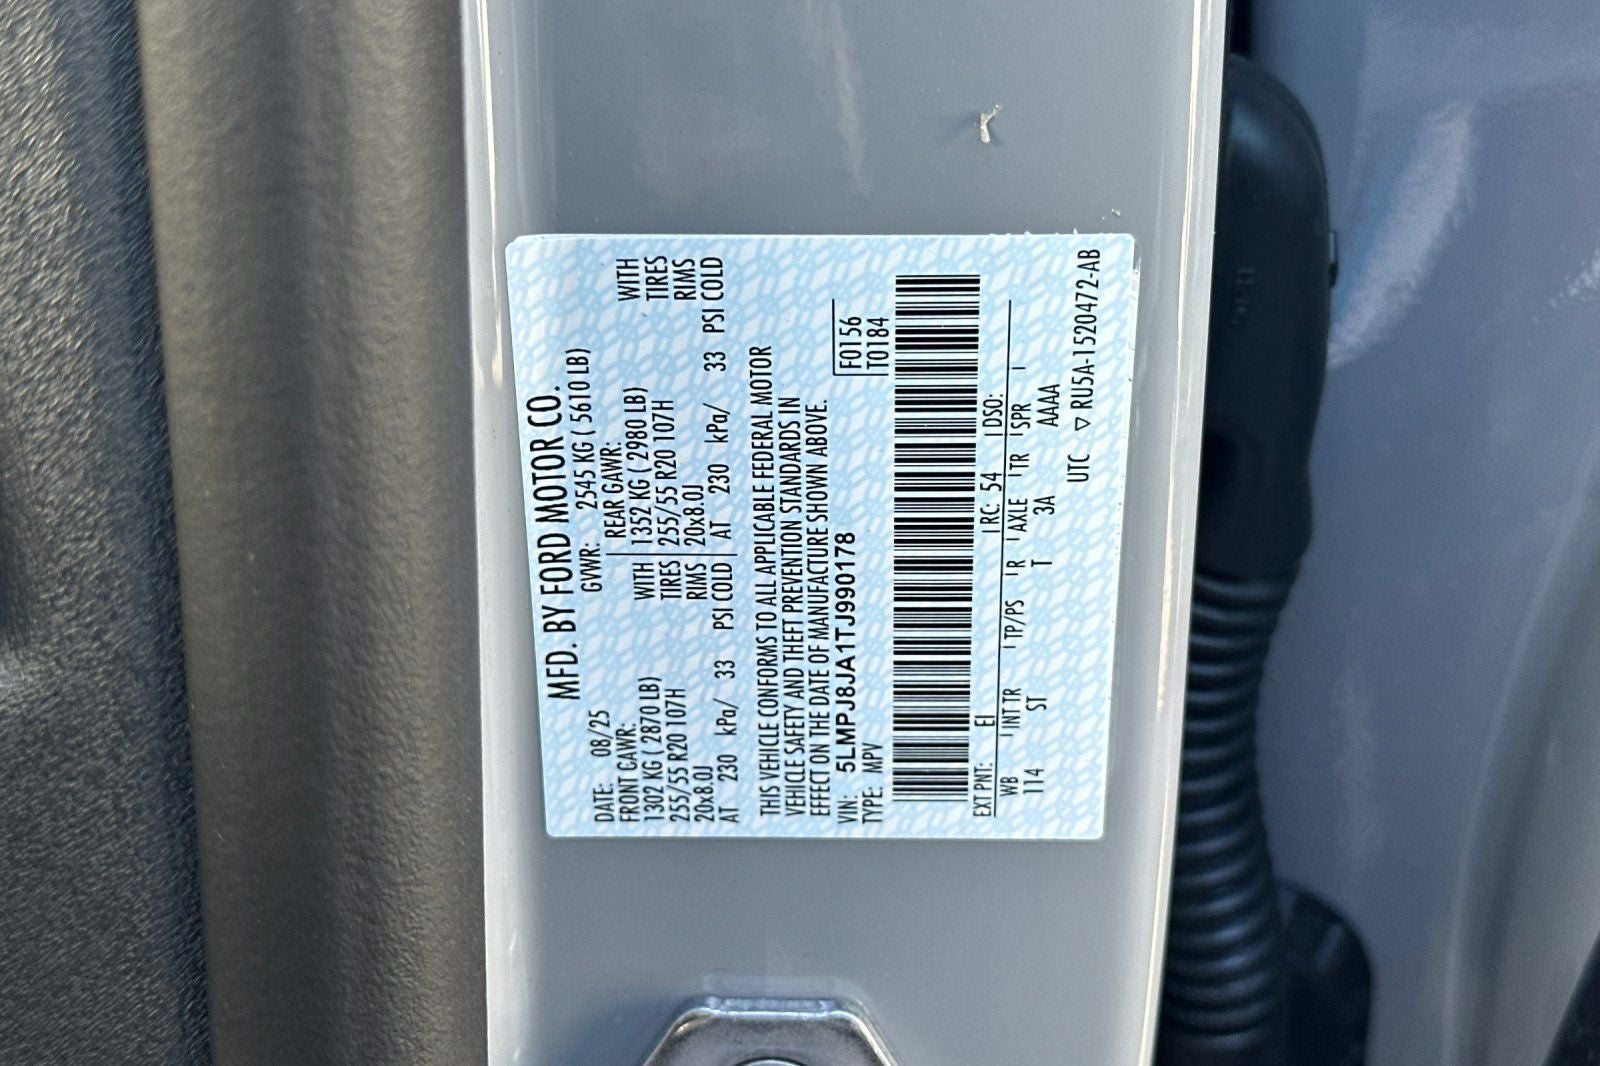 MFD. BY FORD MOTOR CO.
DATE: 08/25 GVWR: 2545 KG ( 5610 LB)
FRONT GAWR: REAR GAWR:
1302 KG ( 2870 LB) WITH 1352 KG ( 2980 LB) WITH
255/55 R20 107H TIRES 255/55 R20 107H TIRES
20x8.0J RIMS 20x8.0J RIMS
AT 230 kPa/ 33 PSI COLD AT 230 kPa/ 33 PSI COLD
THIS VEHICLE CONFORMS TO ALL APPLICABLE FEDERAL MOTOR
VEHICLE SAFETY AND THEFT PREVENTION STANDARDS IN
EFFECT ON THE DATE OF MANUFACTURE SHOWN ABOVE.
VIN: 5LMPJ8JA1TJ990178 F0156
TYPE: MPV T0184
EXT PNT: EJ RC: 54 DSO:
WB INT TR TP/PS R AXLE TR SPR
114 ST T 3A AAAA
UTC ▽ RU5A-1520472-AB